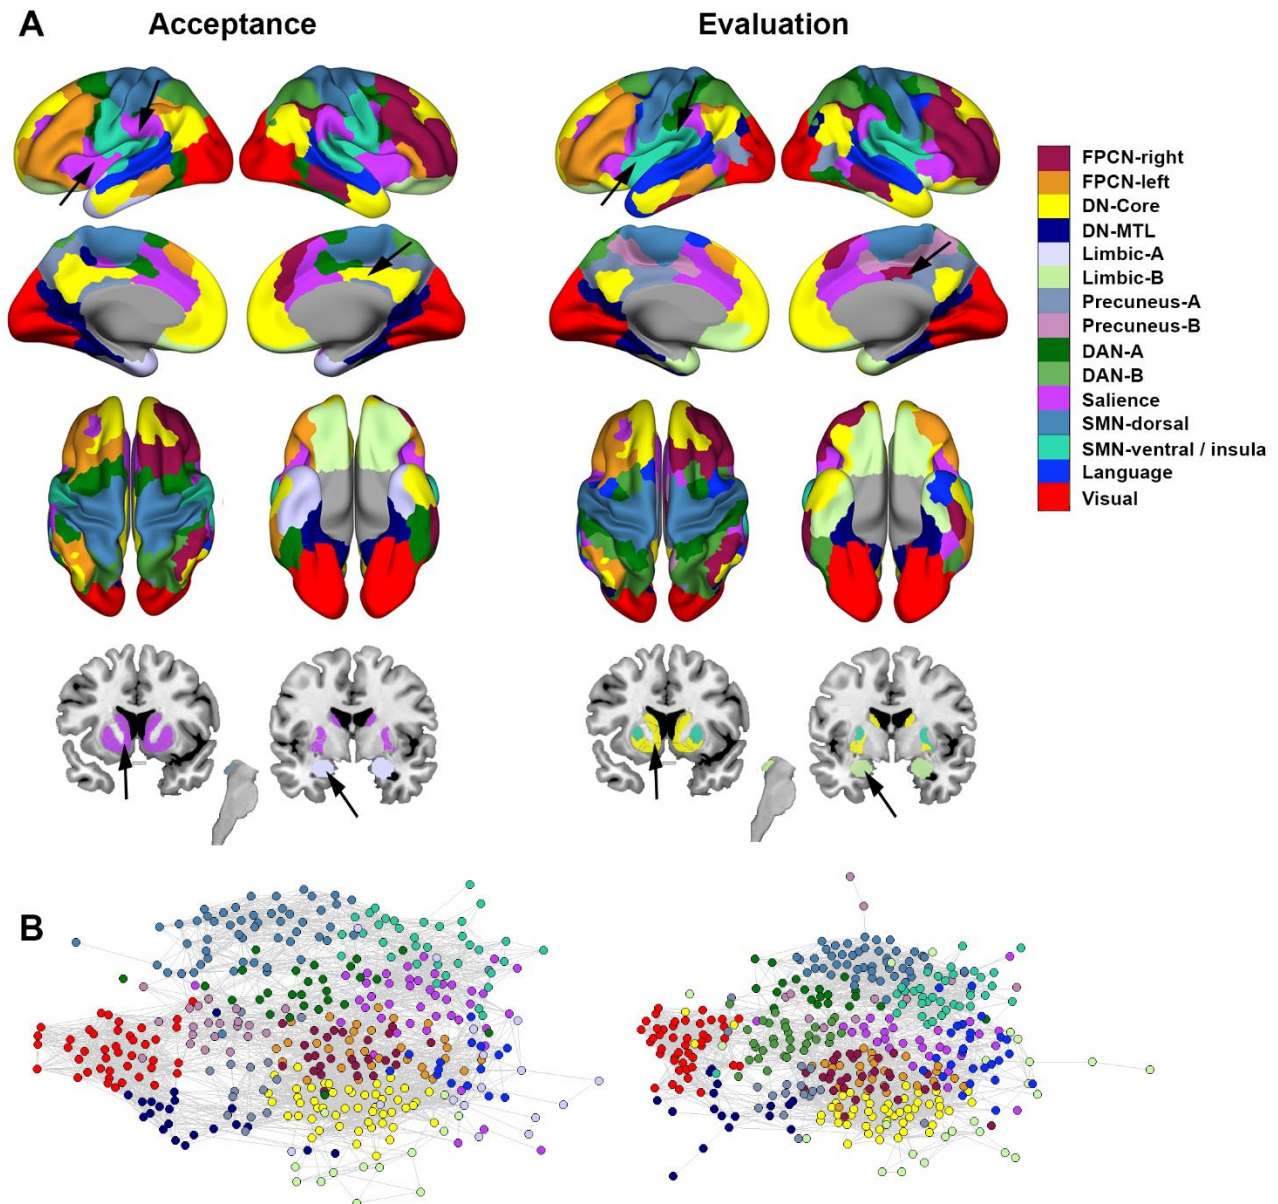 A
Acceptance
Evaluation
FPCN-right
FPCN-left
DN-Core
DN-MTL
Limbic-A
Limbic-B
Precuneus-A
Precuneus-B
DAN-A
DAN-B
Salience
SMN-dorsal
SMN-ventral / insula
Language
Visual
B